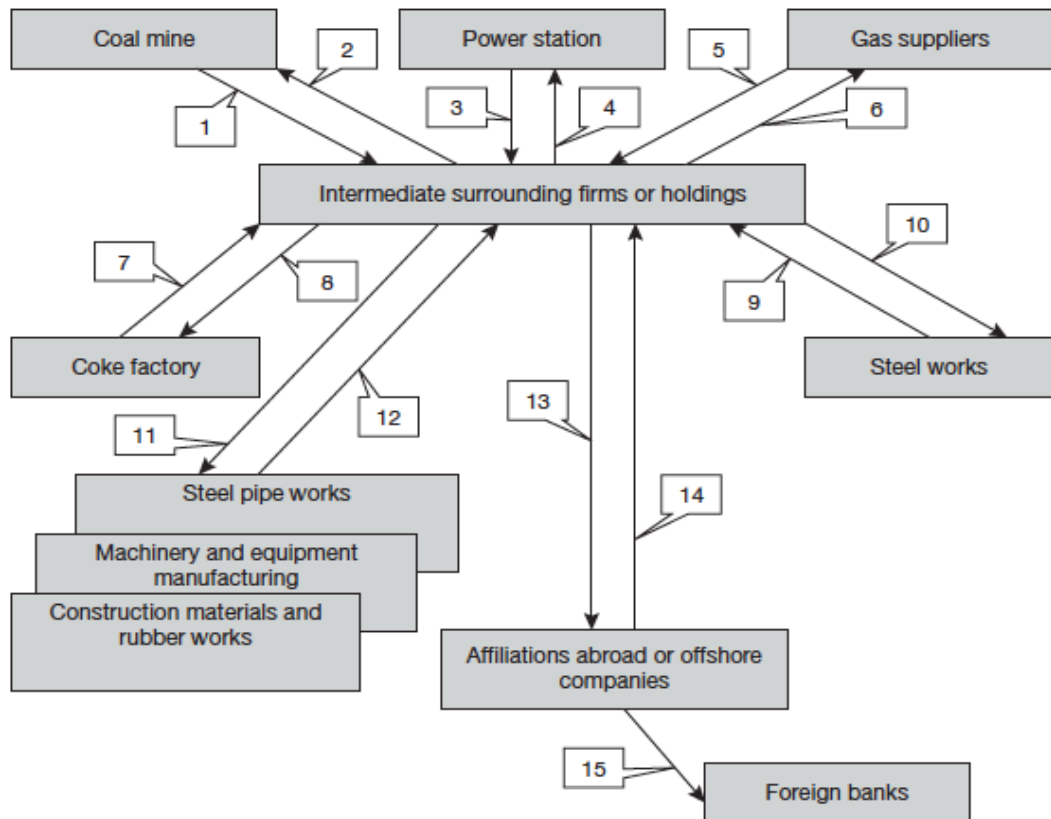 Coal mine
Power station
Gas suppliers
2
5
1
3
4
6
Intermediate surrounding firms or holdings
7
8
10
9
Coke factory
Steel works
11
12
13
14
Steel pipe works
Machinery and equipment
manufacturing
Construction materials and
rubber works
Affiliations abroad or offshore
companies
15
Foreign banks